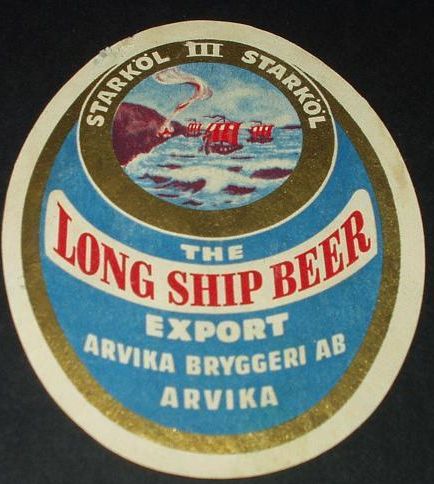 STARKÖL III STARKÖL
THE
LONG SHIP BEER
EXPORT
ARVIKA BRYGGERI AB
ARVIKA